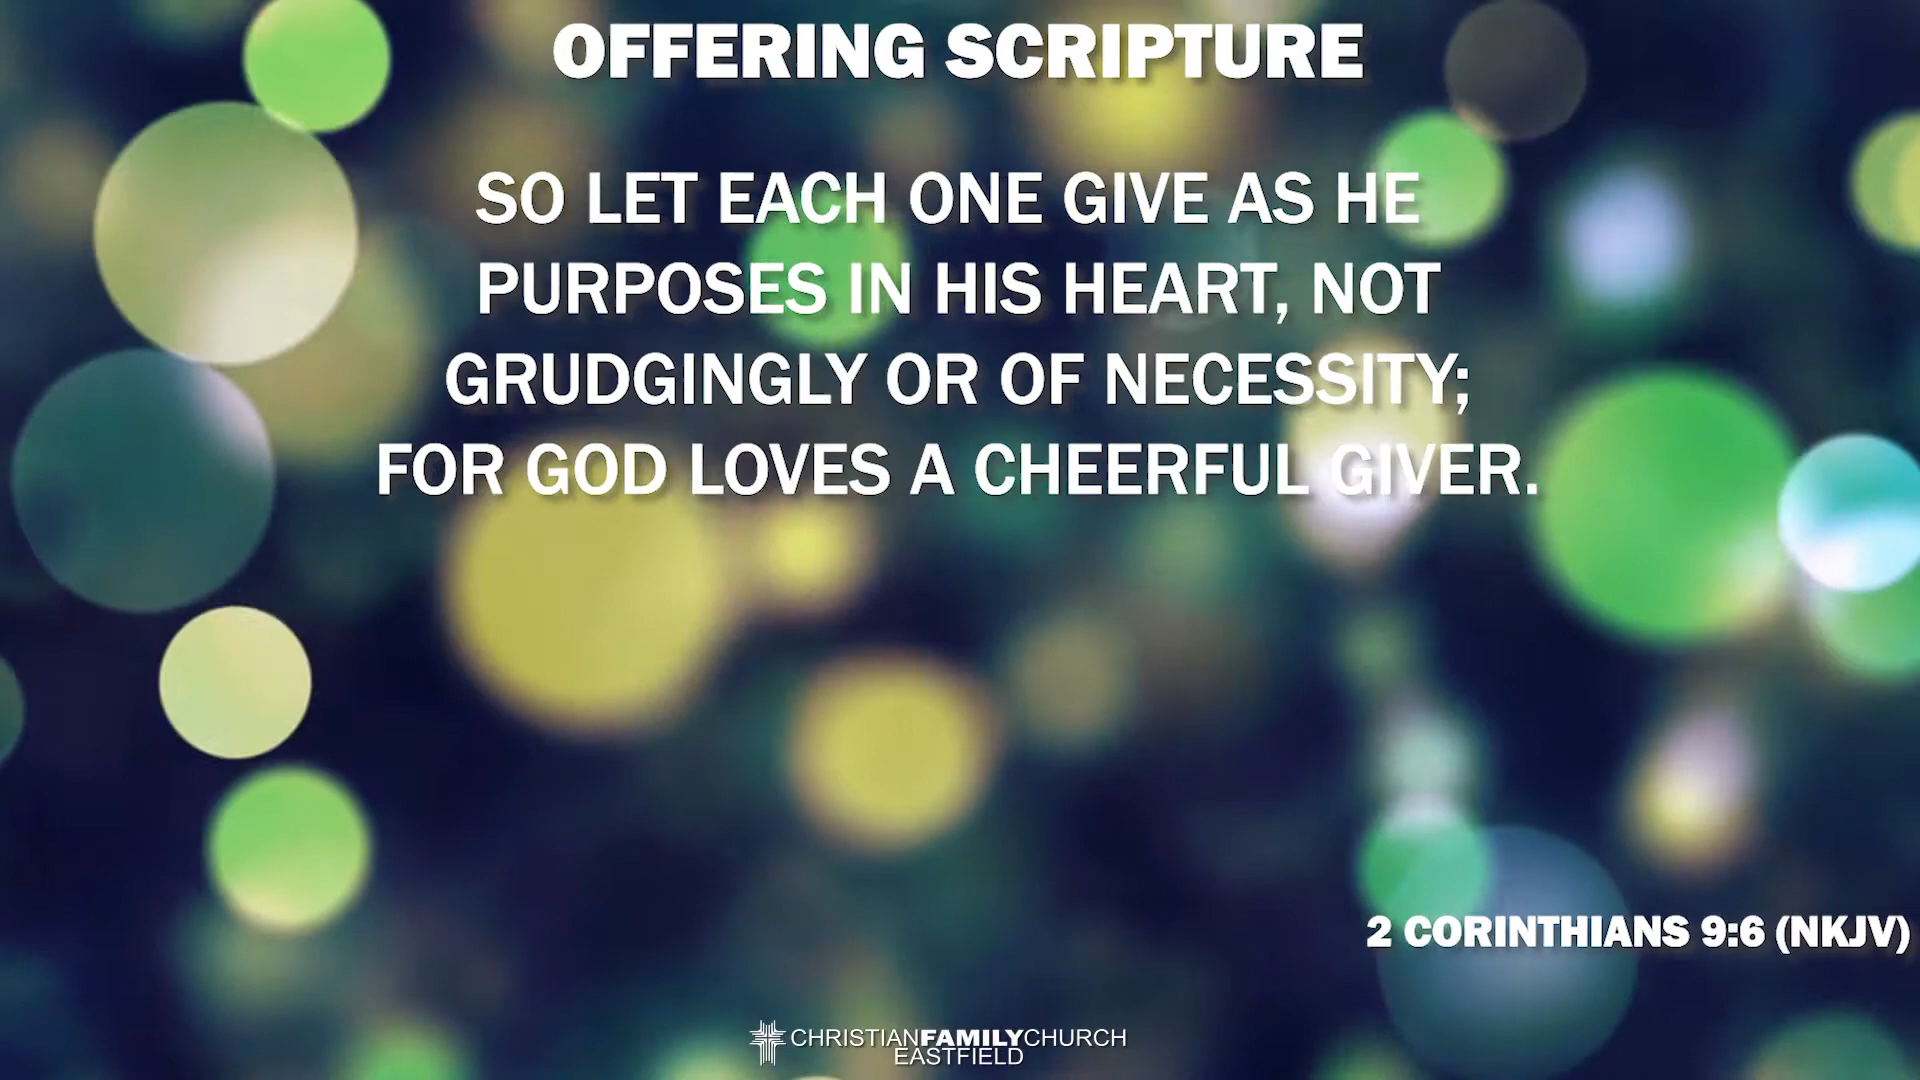 OFFERING SCRIPTURE
SO LET EACH ONE GIVE AS HE
PURPOSES IN HIS HEART, NOT
GRUDGINGLY OR OF NECESSITY;
FOR GOD LOVES A CHEERFUL GIVER.
2 CORINTHIANS 9:6 (NKJV)
CHRISTIANFAMILYCHURCH
EASTFIELD